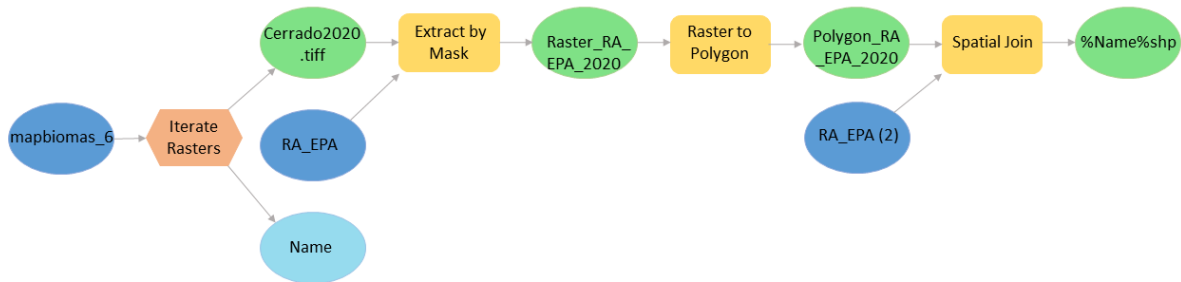 Cerrado2020
.tiff
Extract by
Mask
Raster_RA_
EPA_2020
Raster to
Polygon
Polygon_RA
_EPA_2020
Spatial Join
%Name%shp
mapbiomas_6
Iterate
Rasters
RA_EPA
RA_EPA (2)
Name